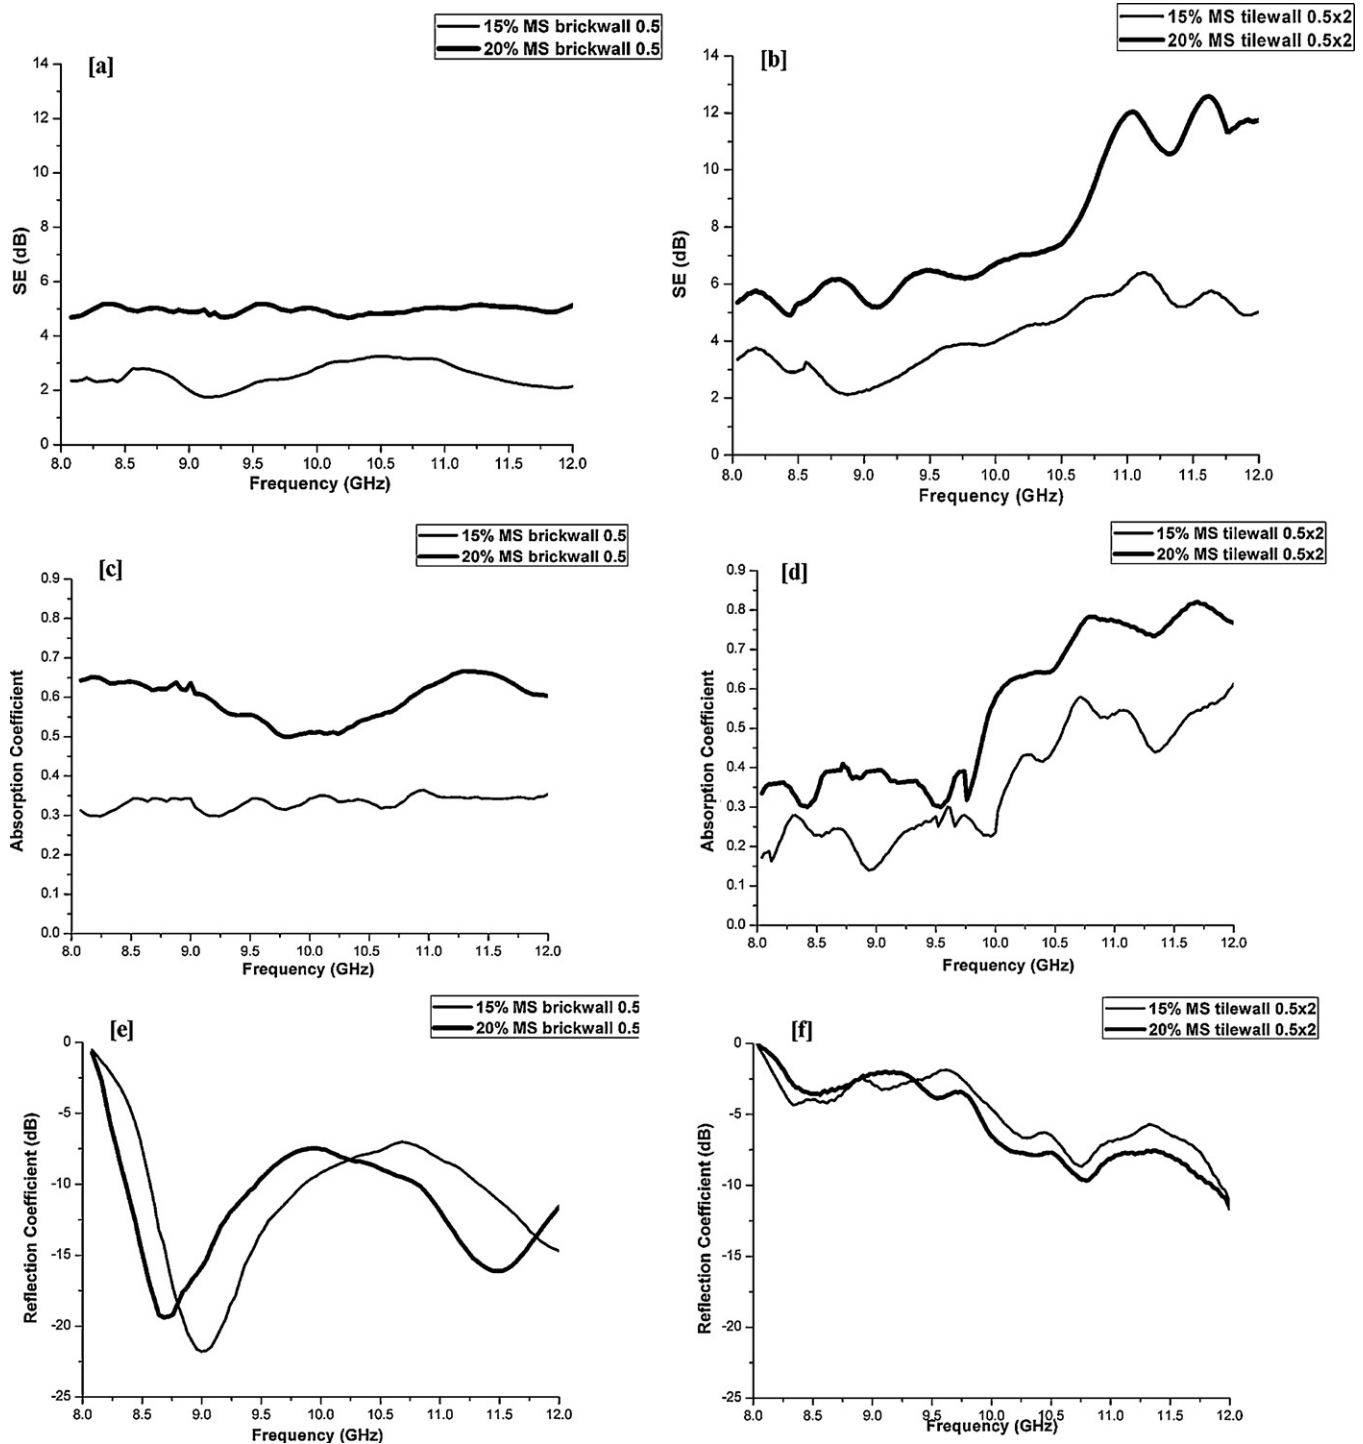 15% MS brickwall 0.5
20% MS brickwall 0.5
[a]
14
12
10
8
6
4
2
0
SE (dB)
8.0 8.5 9.0 9.5 10.0 10.5 11.0 11.5 12.0
Frequency (GHz)
15% MS tilewall 0.5x2
20% MS tilewall 0.5x2
[b]
14
12
10
8
6
4
2
0
SE (dB)
8.0 8.5 9.0 9.5 10.0 10.5 11.0 11.5 12.0
Frequency (GHz)
15% MS brickwall 0.5
20% MS brickwall 0.5
[c]
0.9
0.8
0.7
0.6
0.5
0.4
0.3
0.2
0.1
0.0
Absorption Coefficient
8.0 8.5 9.0 9.5 10.0 10.5 11.0 11.5 12.0
Frequency (GHz)
15% MS tilewall 0.5x2
20% MS tilewall 0.5x2
[d]
0.9
0.8
0.7
0.6
0.5
0.4
0.3
0.2
0.1
0.0
Absorption Coefficient
8.0 8.5 9.0 9.5 10.0 10.5 11.0 11.5 12.0
Frequency (GHz)
15% MS brickwall 0.5
20% MS brickwall 0.5
[e]
0
-5
-10
-15
-20
-25
Reflection Coefficient (dB)
8.0 8.5 9.0 9.5 10.0 10.5 11.0 11.5 12.0
Frequency (GHz)
15% MS tilewall 0.5x2
20% MS tilewall 0.5x2
[f]
0
-5
-10
-15
-20
-25
Reflection Coefficient (dB)
8.0 8.5 9.0 9.5 10.0 10.5 11.0 11.5 12.0
Frequency (GHz)